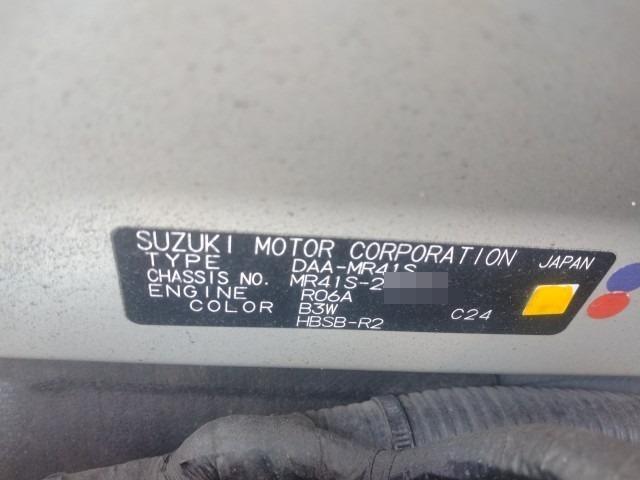 SUZUKI MOTOR CORPORATION JAPAN
TYPE DAA-MR41S
CHASSIS NO. MR41S-2
ENGINE R06A
COLOR B3W C24
HBSB-R2